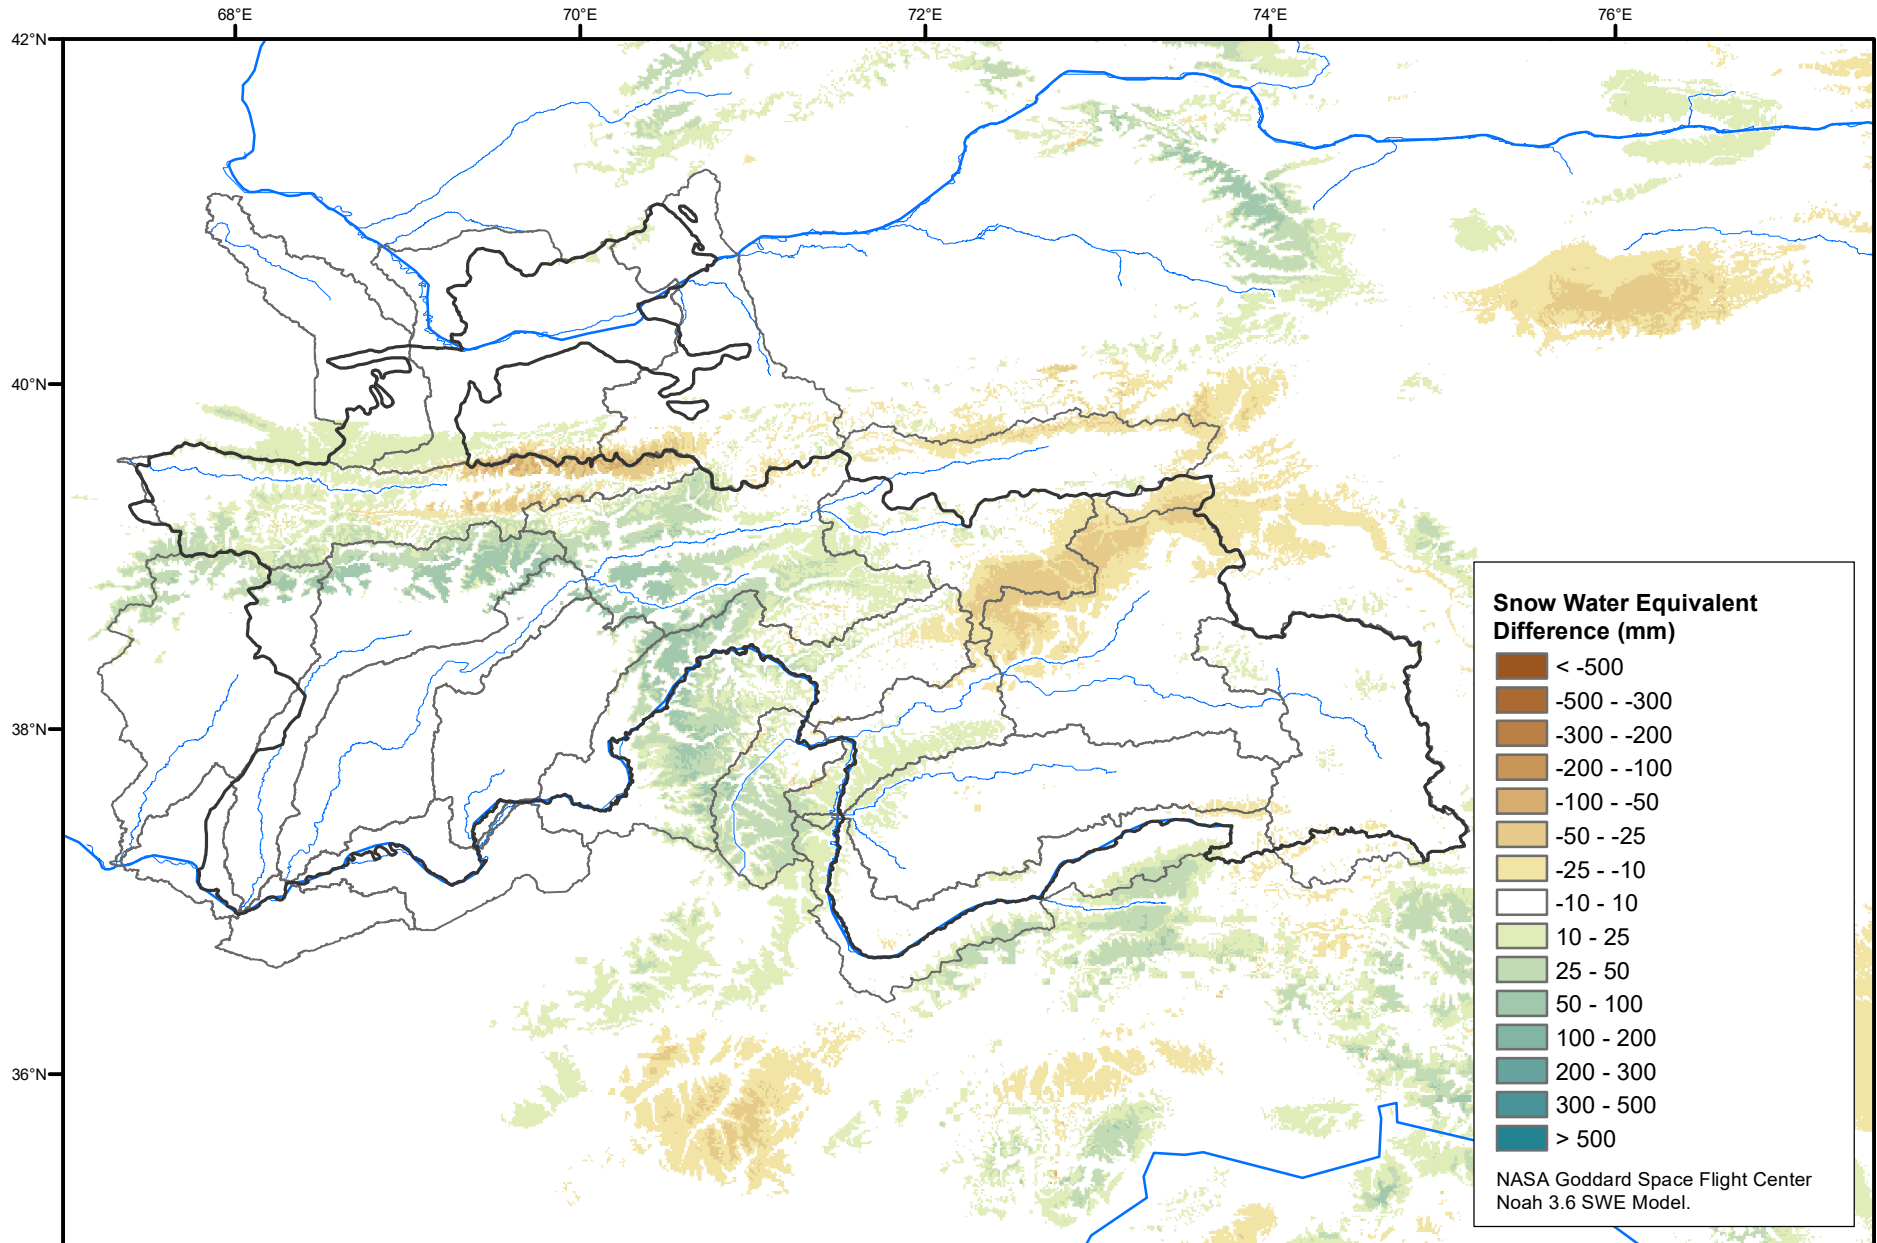 68°E
70°E
72°E
74°E
76°E
42°N
40°N
38°N
36°N
Snow Water Equivalent
Difference (mm)
< -500
-500 - -300
-300 - -200
-200 - -100
-100 - -50
-50 - -25
-25 - -10
-10 - 10
10 - 25
25 - 50
50 - 100
100 - 200
200 - 300
300 - 500
> 500
NASA Goddard Space Flight Center
Noah 3.6 SWE Model.